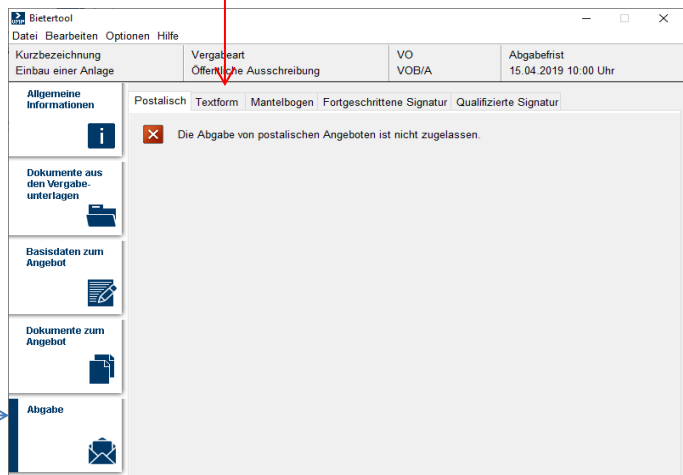 Bietertool
Datei Bearbeiten Optionen Hilfe
Kurzbezeichnung Vergabeart VO Abgabefrist
Einbau einer Anlage Öffentliche Ausschreibung VOB/A 15.04.2019 10:00 Uhr
Allgemeine
Informationen
i
Postalisch Textform Mantelbogen Fortgeschrittene Signatur Qualifizierte Signatur
Die Abgabe von postalischen Angeboten ist nicht zugelassen.
Dokumente aus
den Vergabe-
unterlagen
Basisdaten zum
Angebot
Dokumente zum
Angebot
Abgabe